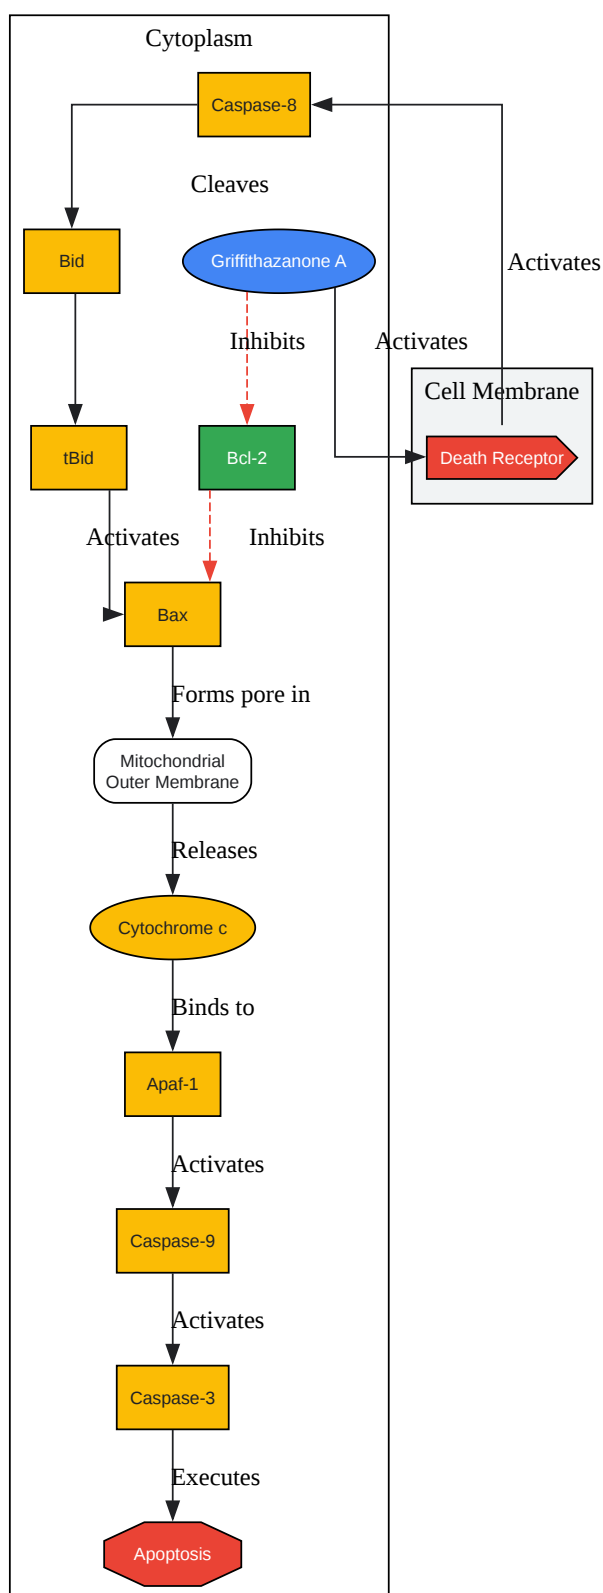 Cytoplasm
Caspase-8
Cleaves
Bid
Griffithazanone A
Activates
Inhibits
Activates
Cell Membrane
tBid
Bcl-2
Death Receptor
Activates
Inhibits
Bax
Forms pore in
Mitochondrial
Outer Membrane
Releases
Cytochrome c
Binds to
Apaf-1
Activates
Caspase-9
Activates
Caspase-3
Executes
Apoptosis